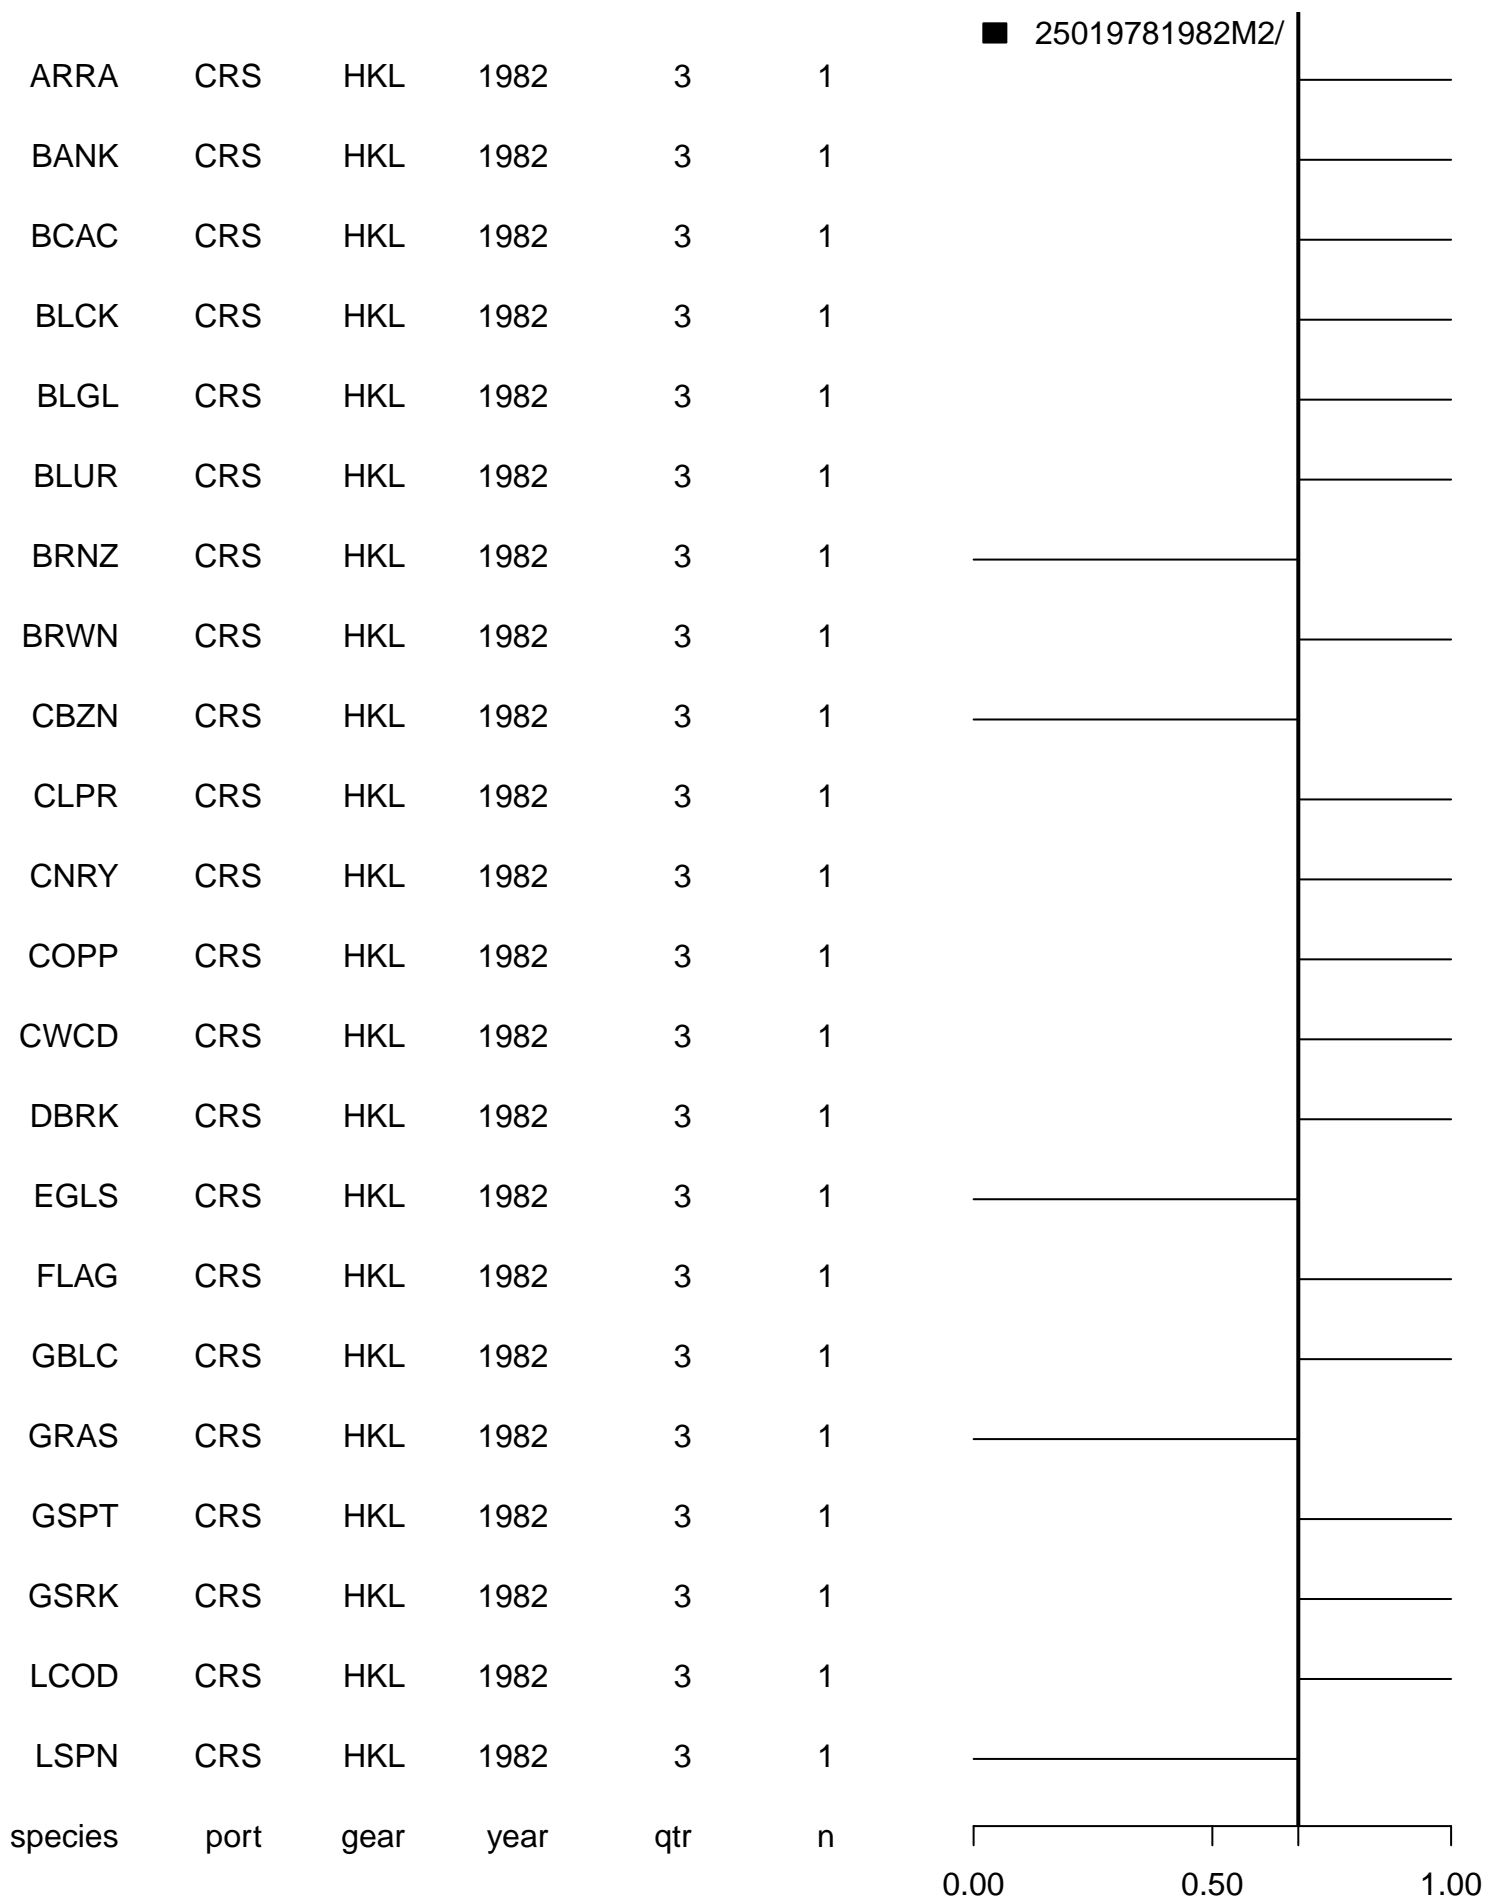 25019781982M2/
ARRA CRS HKL 1982 3 1
BANK CRS HKL 1982 3 1
BCAC CRS HKL 1982 3 1
BLCK CRS HKL 1982 3 1
BLGL CRS HKL 1982 3 1
BLUR CRS HKL 1982 3 1
BRNZ CRS HKL 1982 3 1
BRWN CRS HKL 1982 3 1
CBZN CRS HKL 1982 3 1
CLPR CRS HKL 1982 3 1
CNRY CRS HKL 1982 3 1
COPP CRS HKL 1982 3 1
CWCD CRS HKL 1982 3 1
DBRK CRS HKL 1982 3 1
EGLS CRS HKL 1982 3 1
FLAG CRS HKL 1982 3 1
GBLC CRS HKL 1982 3 1
GRAS CRS HKL 1982 3 1
GSPT CRS HKL 1982 3 1
GSRK CRS HKL 1982 3 1
LCOD CRS HKL 1982 3 1
LSPN CRS HKL 1982 3 1
species port gear year qtr n
0.00 0.50 1.00